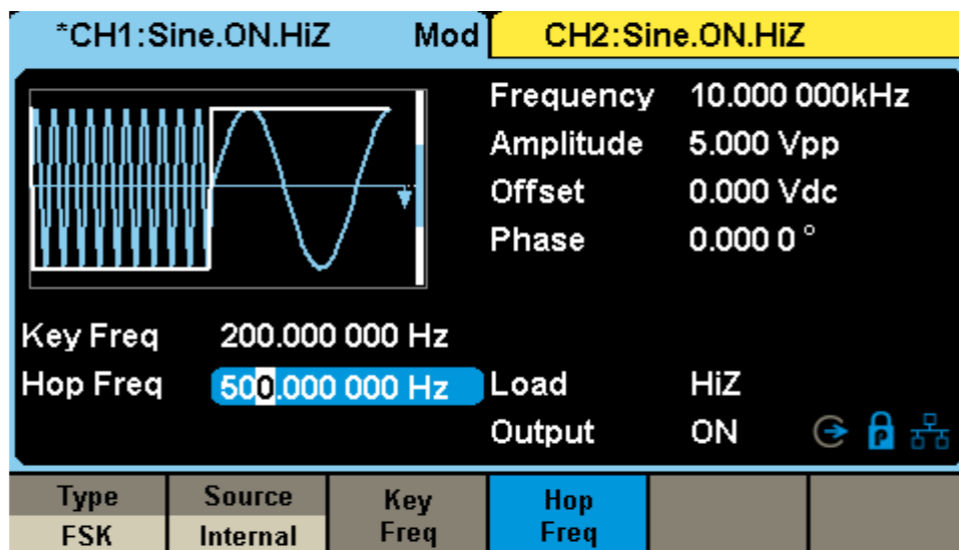 *CH1:Sine.ON.HiZ Mod CH2:Sine.ON.HiZ
Frequency 10.000 000kHz
Amplitude 5.000 Vpp
Offset 0.000 Vdc
Phase 0.000 0 °
Key Freq 200.000 000 Hz
Hop Freq 500.000 000 Hz Load HiZ
Output ON P
Type Source Key Hop
FSK Internal Freq Freq